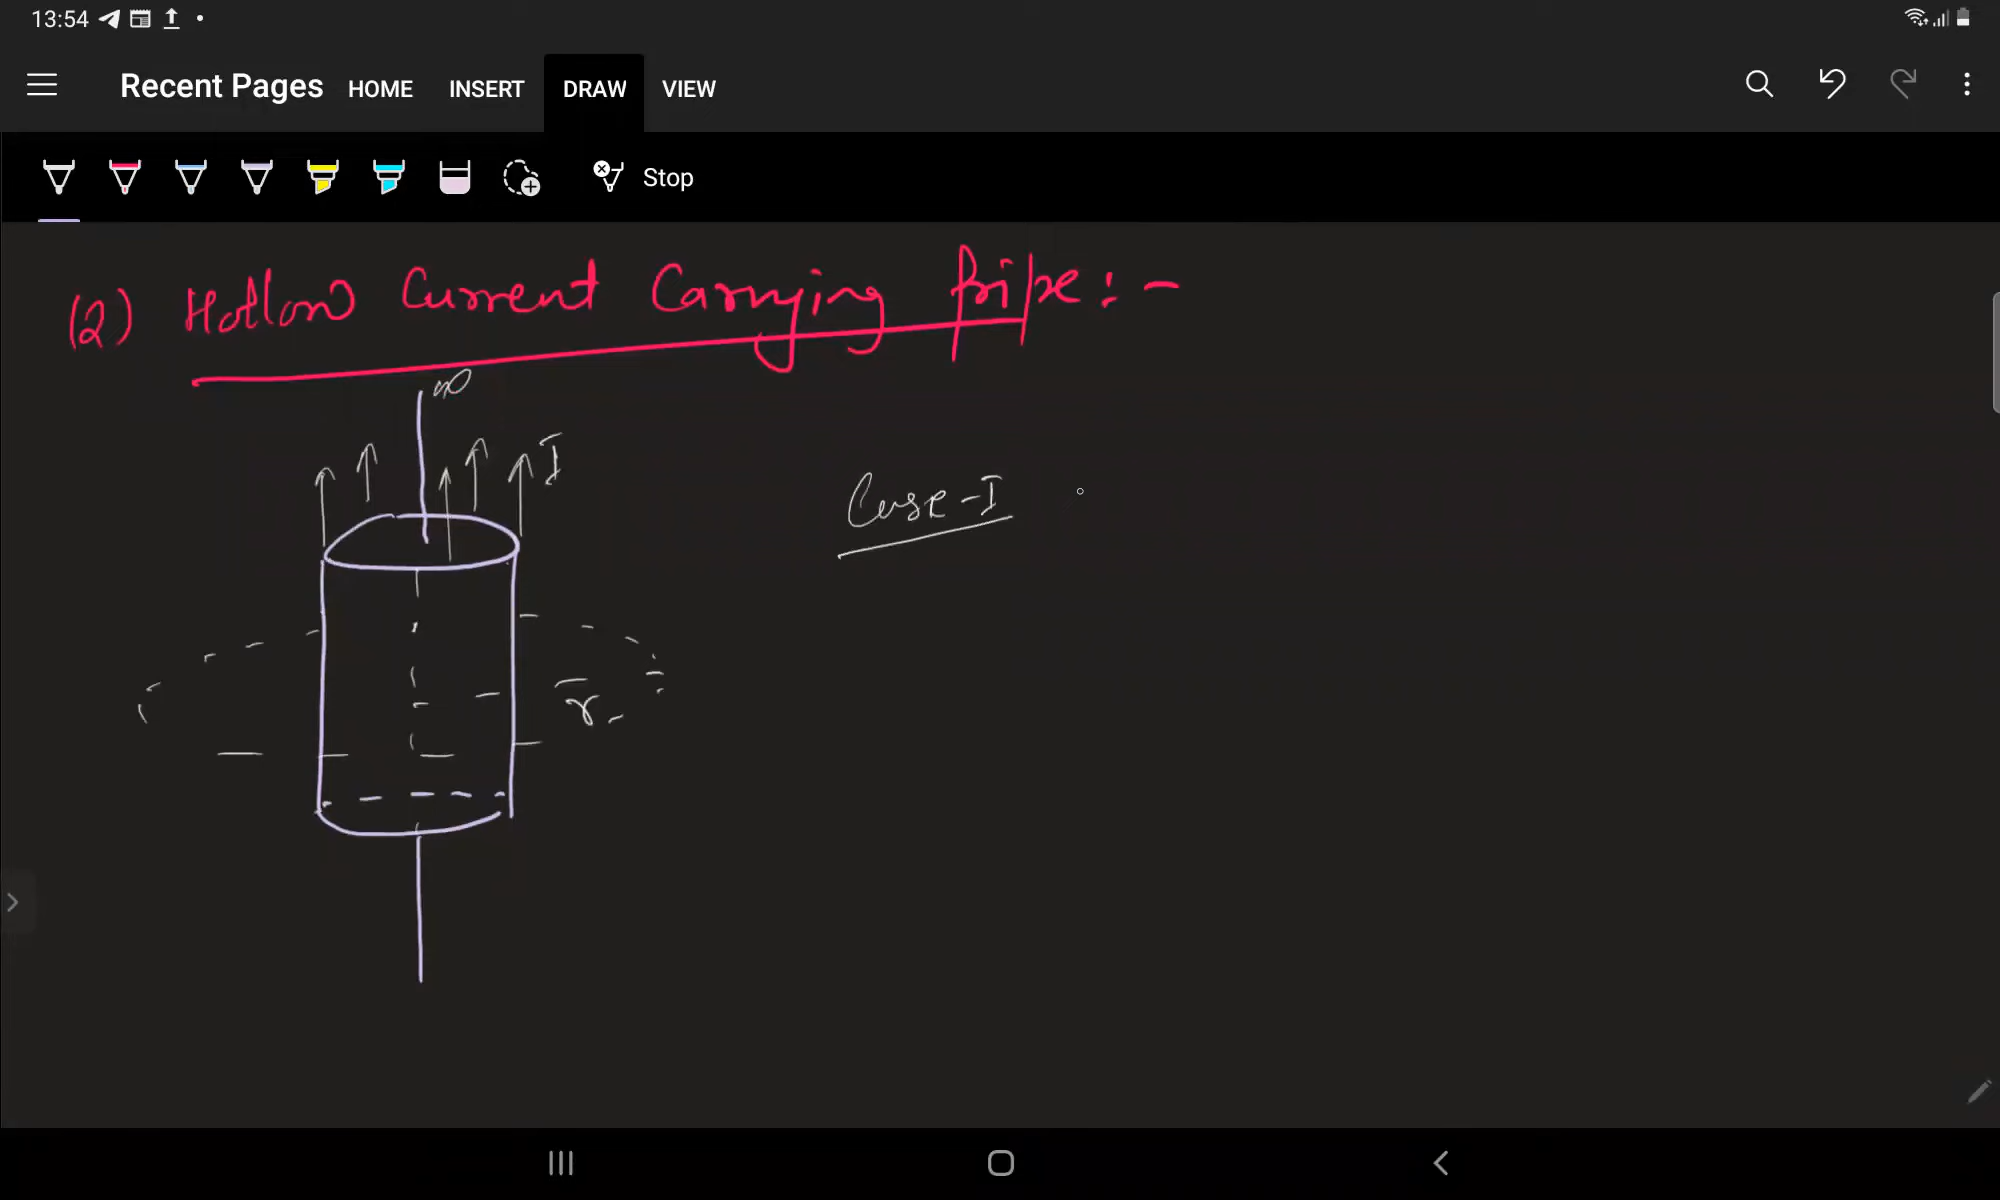 13:54
Recent Pages HOME INSERT DRAW VIEW
Stop
(2) Hollow Current Carrying Pipe:-
∞
I
Case-I
r